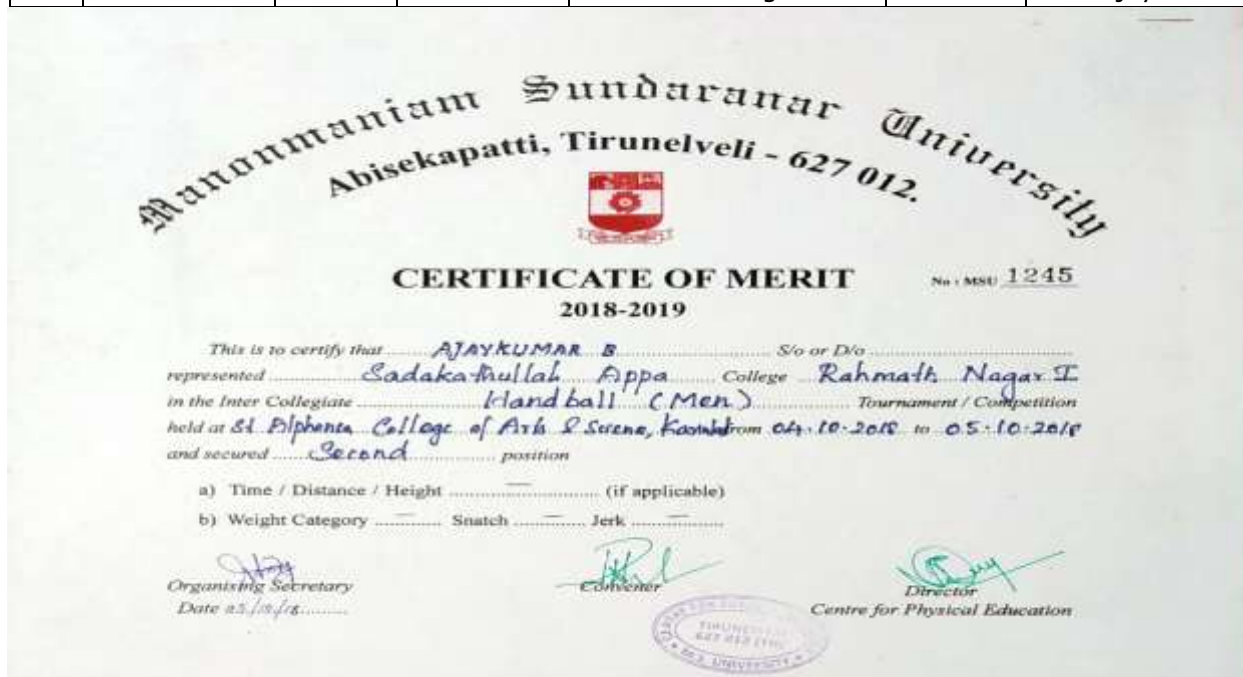 Manonmaniam Sundaranar University
Abisekapatti, Tirunelveli - 627 012.
CERTIFICATE OF MERIT
No : MSU 1245
2018-2019
This is to certify that AJAYKUMAR B S/o or D/o
represented Sadakathullah Appa College Rahmath Nagar I
in the Inter Collegiate Handball (Men) Tournament / Competition
held at St Alphonsa College of Arts & from 04.10.2018 to 05.10.2018
and secured Second position
a) Time / Distance / Height — (if applicable)
b) Weight Category — Snatch — Jerk —
Organising Secretary
Convener
Director
Date
Centre for Physical Education
TIRUNELVELI
M.S. UNIVERSITY